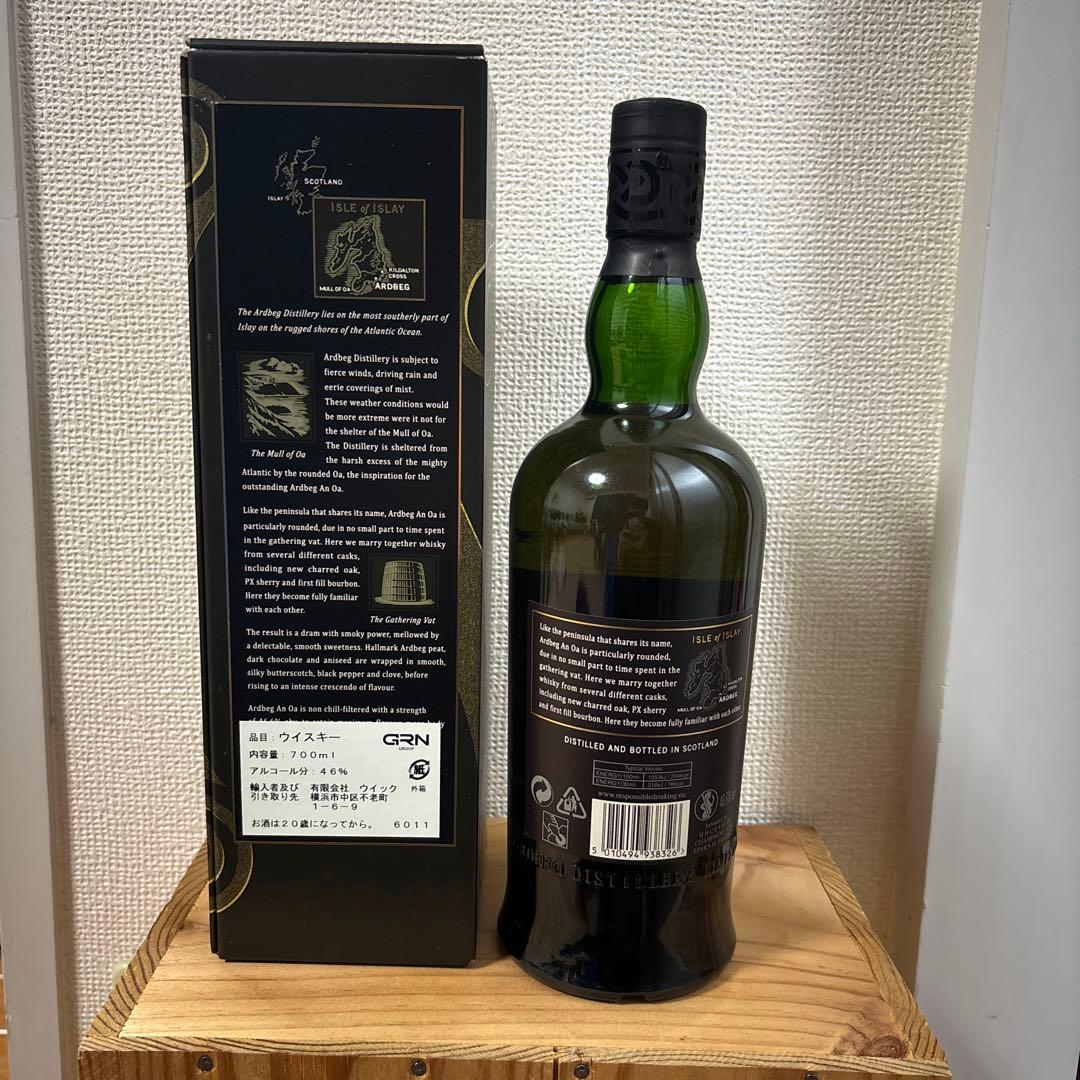 SCOTLAND
ISLAY
ISLE of ISLAY
KILDALTON
CROSS
MULL OF OA
ARDBEG
The Ardbeg Distillery lies on the most southerly part of
Islay on the rugged shores of the Atlantic Ocean.
Ardbeg Distillery is subject to
fierce winds, driving rain and
eerie coverings of mist.
These weather conditions would
be more extreme were it not for
the shelter of the Mull of Oa.
The Distillery is sheltered from
The Mull of Oa
the harsh excess of the mighty
Atlantic by the rounded Oa, the inspiration for the
outstanding Ardbeg An Oa.
Like the peninsula that shares its name, Ardbeg An Oa is
particularly rounded, due in no small part to time spent
in the gathering vat. Here we marry together whisky
from several different casks,
including new charred oak,
PX sherry and first fill bourbon.
Here they become fully familiar
with each other.
The Gathering Vat
The result is a dram with smoky power, mellowed by
a delectable, smooth sweetness. Hallmark Ardbeg peat,
dark chocolate and aniseed are wrapped in smooth,
silky butterscotch, black pepper and clove, before
rising to an intense crescendo of flavour.
Ardbeg An Oa is non chill-filtered with a strength
品目：ウイスキー
GRN
GROUP
内容量：700ml
アルコール分：46%
紙
外箱
輸入者及び 有限会社 ウイック
引き取り先 横浜市中区不老町
1－6－9
お酒は20歳になってから。 6011
Like the peninsula that shares its name,
Ardbeg An Oa is particularly rounded,
due in no small part to time spent in the
gathering vat. Here we marry together
whisky from several different casks,
including new charred oak, PX sherry
and first fill bourbon. Here they become fully familiar with each other.
ISLE of ISLAY
ARDBEG
MULL OF OA
DISTILLED AND BOTTLED IN SCOTLAND
Typical Values
ENERGY/100ml 1053kJ / 254kcal
ENERGY/30ml 316kJ / 76kcal
www.responsibledrinking.eu
5 010494 938326 >
DISTILLERY